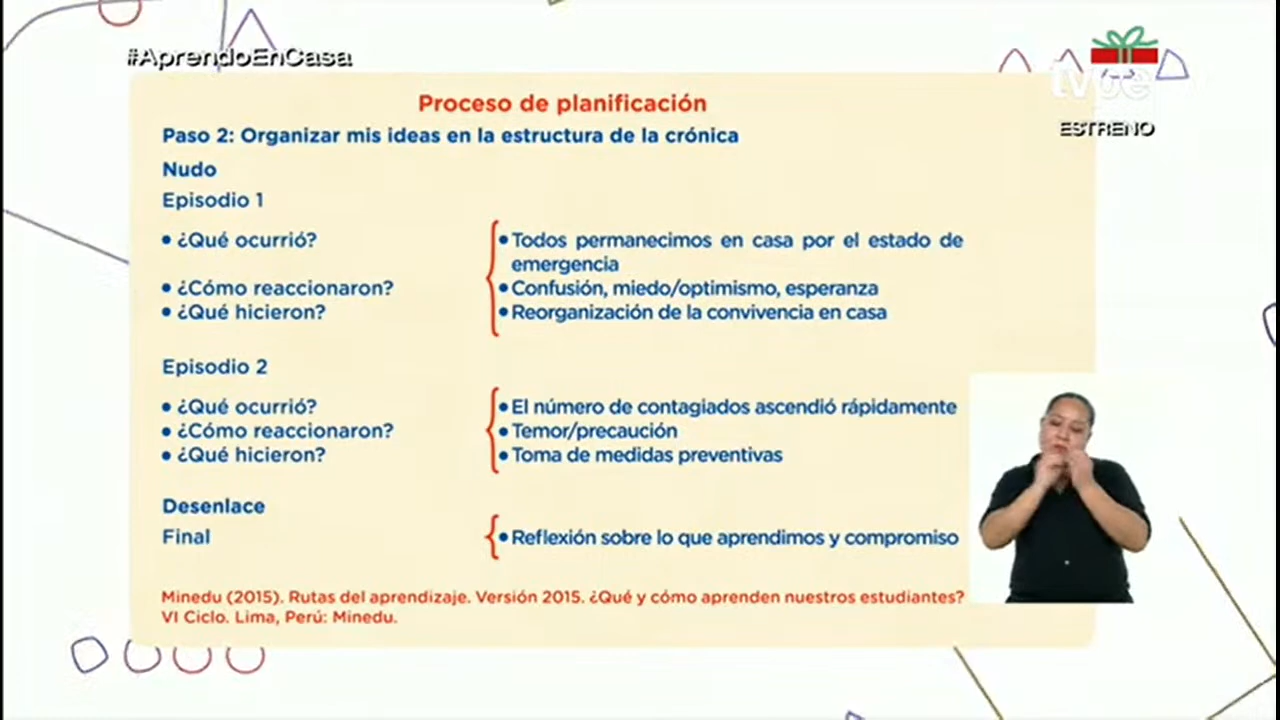 #AprendoEnCasa
ESTRENO
Proceso de planificación
Paso 2: Organizar mis ideas en la estructura de la crónica
Nudo
Episodio 1
• ¿Qué ocurrió?
• Todos permanecimos en casa por el estado de
emergencia
• ¿Cómo reaccionaron?
• Confusión, miedo/optimismo, esperanza
• ¿Qué hicieron?
• Reorganización de la convivencia en casa
Episodio 2
• ¿Qué ocurrió?
• El número de contagiados ascendió rápidamente
• ¿Cómo reaccionaron?
• Temor/precaución
• ¿Qué hicieron?
• Toma de medidas preventivas
Desenlace
Final
• Reflexión sobre lo que aprendimos y compromiso
Minedu (2015). Rutas del aprendizaje. Versión 2015. ¿Qué y cómo aprenden nuestros estudiantes?
VI Ciclo. Lima, Perú: Minedu.